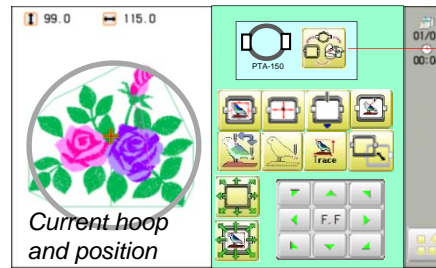 99.0 115.0
PTA-150
01/0
00:0
Trace
F.F
Current hoop
and position